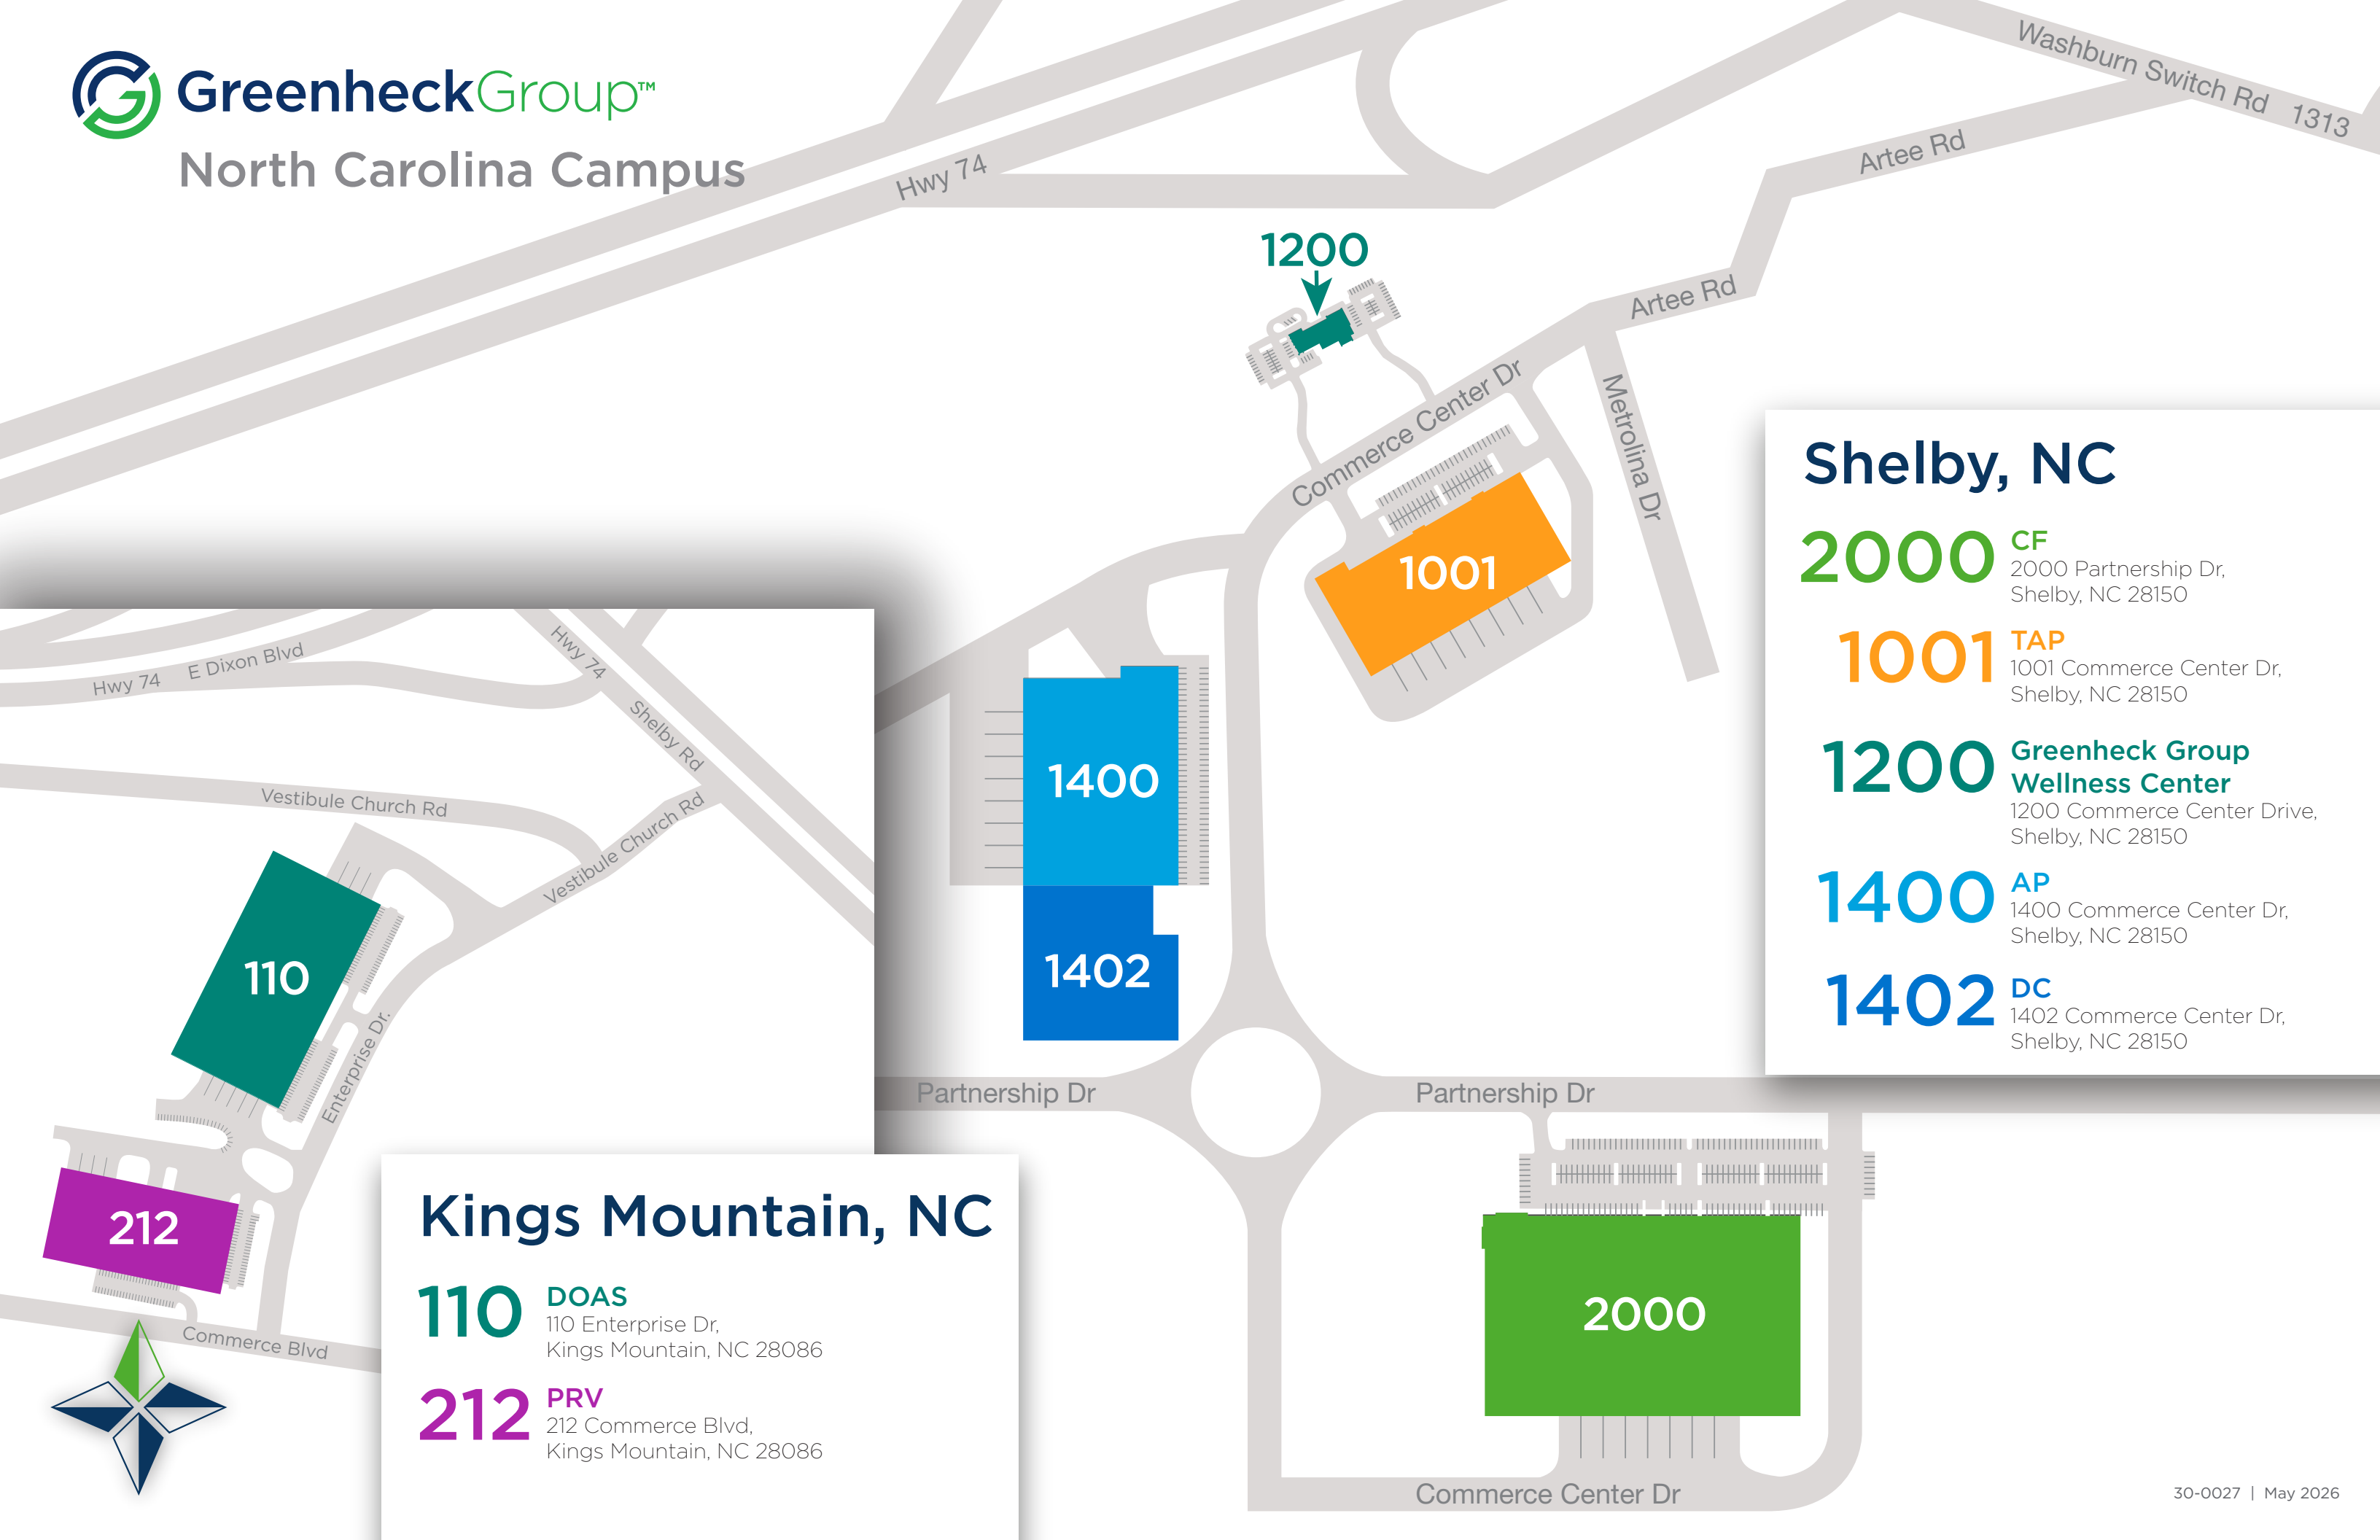 GreenheckGroup™
North Carolina Campus
Washburn Switch Rd 1313
Artee Rd
Hwy 74
1200
Artee Rd
Commerce Center Dr
Metrolina Dr
1001
1400
1402
Partnership Dr
Partnership Dr
2000
Commerce Center Dr
Shelby, NC
2000
CF
2000 Partnership Dr,
Shelby, NC 28150
1001
TAP
1001 Commerce Center Dr,
Shelby, NC 28150
1200
Greenheck Group
Wellness Center
1200 Commerce Center Drive,
Shelby, NC 28150
1400
AP
1400 Commerce Center Dr,
Shelby, NC 28150
1402
DC
1402 Commerce Center Dr,
Shelby, NC 28150
Hwy 74
E Dixon Blvd
Hwy 74
Shelby Rd
Vestibule Church Rd
Vestibule Church Rd
110
Enterprise Dr.
212
Commerce Blvd
Kings Mountain, NC
110
DOAS
110 Enterprise Dr,
Kings Mountain, NC 28086
212
PRV
212 Commerce Blvd,
Kings Mountain, NC 28086
30-0027 | May 2026